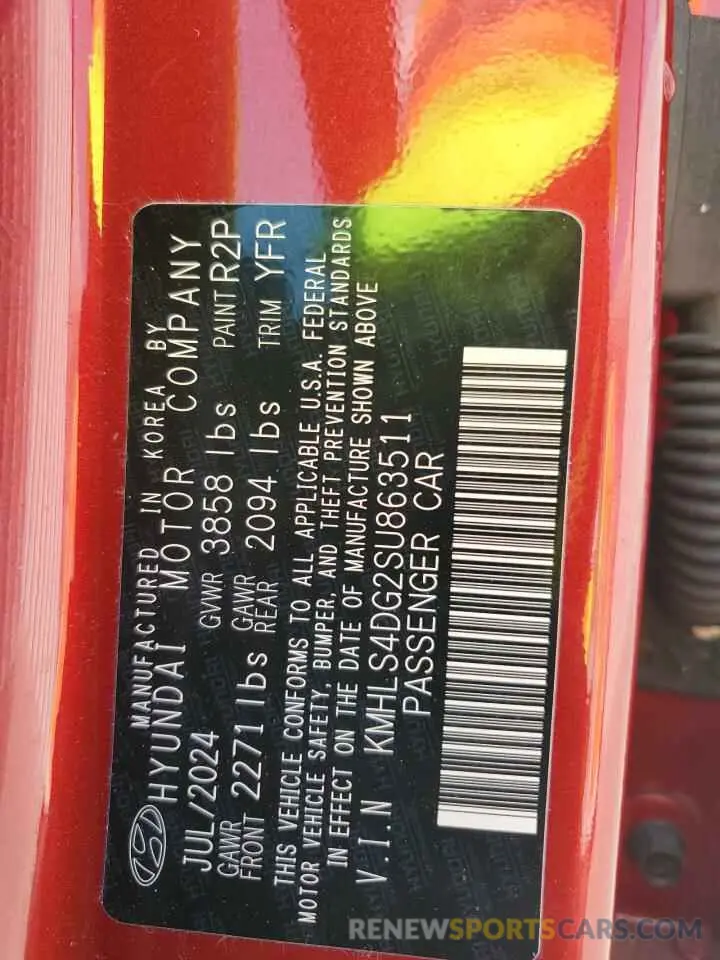 MANUFACTURED IN KOREA BY
HYUNDAI MOTOR COMPANY
JUL/2024 GVWR 3858 lbs PAINT R2P
GAWR FRONT 2271 lbs GAWR REAR 2094 lbs TRIM YFR
THIS VEHICLE CONFORMS TO ALL APPLICABLE U.S.A. FEDERAL
MOTOR VEHICLE SAFETY, BUMPER, AND THEFT PREVENTION STANDARDS
IN EFFECT ON THE DATE OF MANUFACTURE SHOWN ABOVE
V.I.N KMHLS4DG2SU863511
PASSENGER CAR
RENEWSPORTSCARS.COM